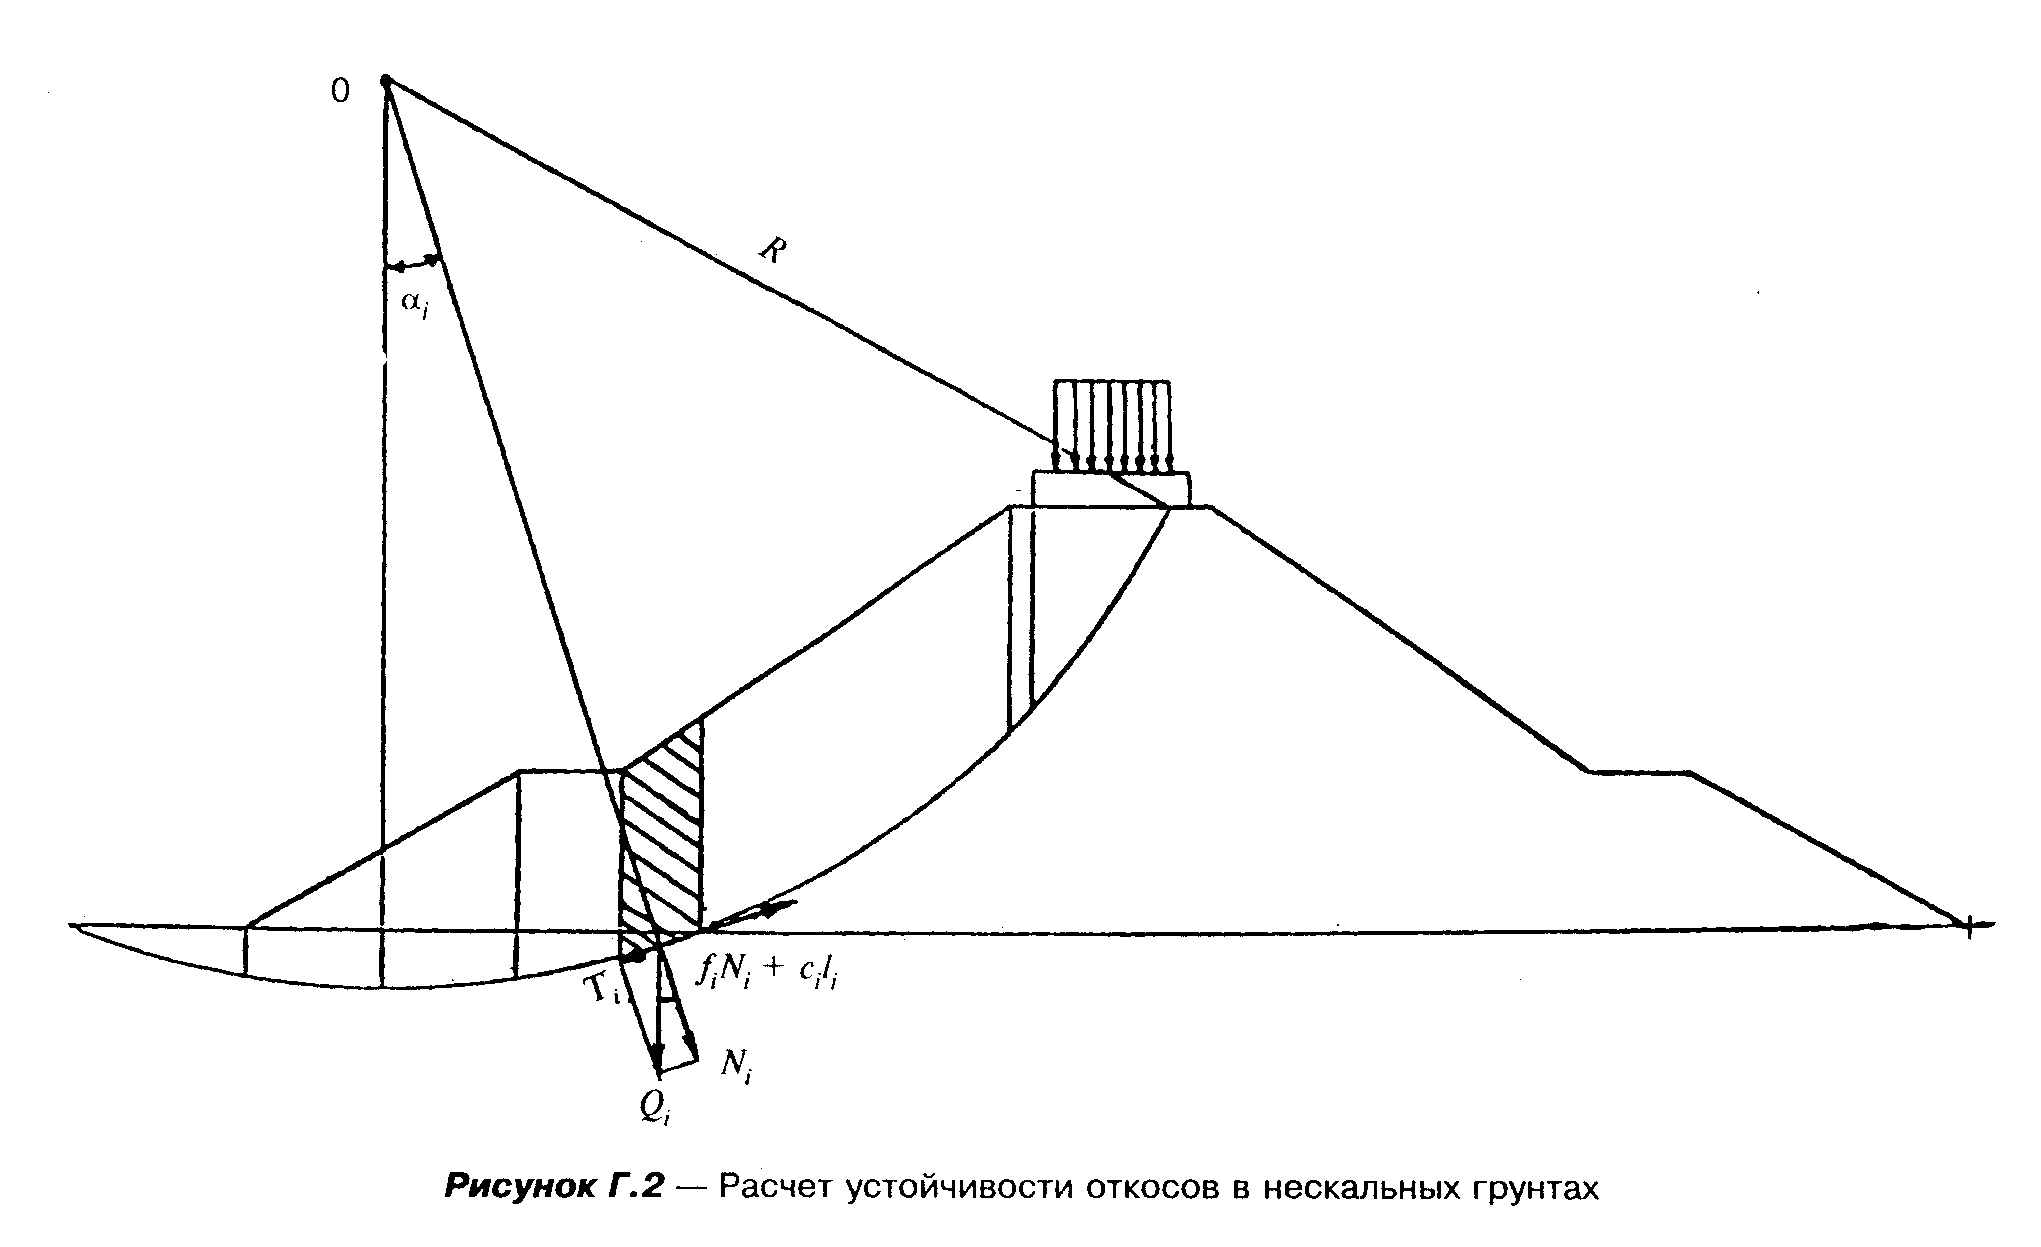 0
R
αi
Ti
fiNi + cili
Ni
Qi
Рисунок Г.2 — Расчет устойчивости откосов в нескальных грунтах